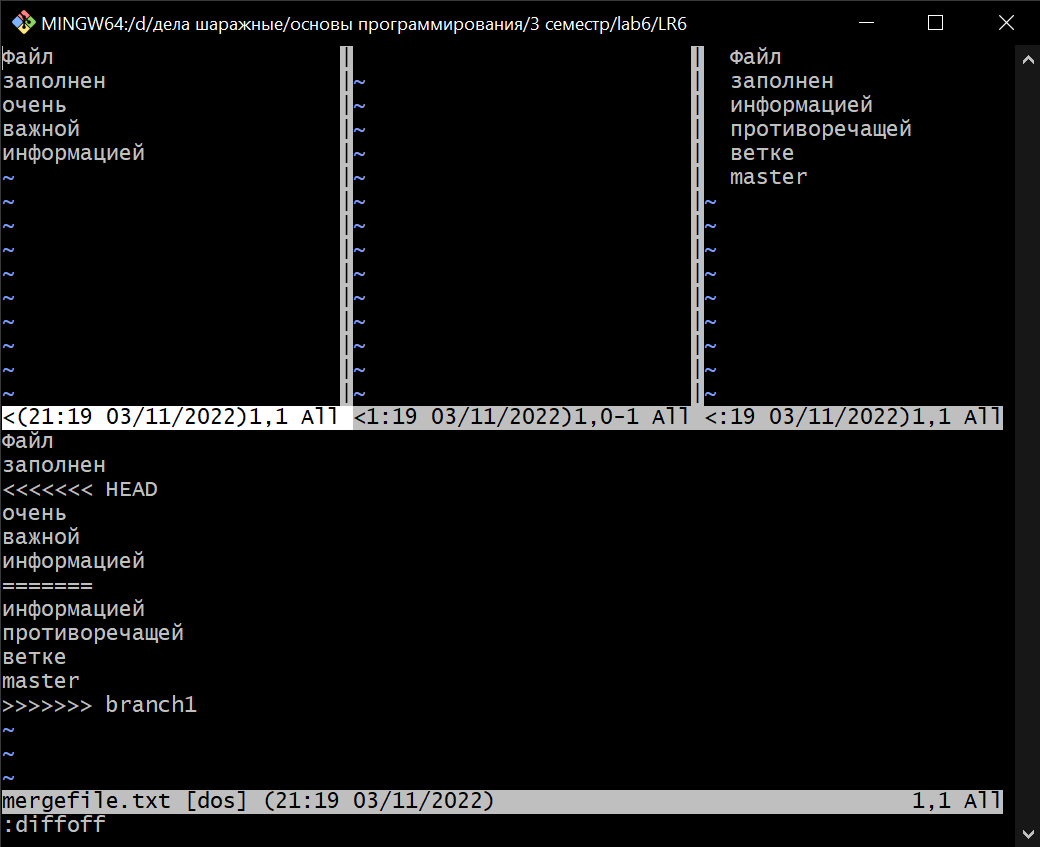 MINGW64:/d/дела шаражные/основы программирования/3 семестр/lab6/LR6
Файл
заполнен
очень
важной
информацией
~
~
~
~
~
~
~
~
~
~
<(21:19 03/11/2022)1,1 All
~
~
~
~
~
~
~
~
~
~
~
~
~
~
<1:19 03/11/2022)1,0-1 All
Файл
заполнен
информацией
противоречащей
ветке
master
~
~
~
~
~
~
~
~
~
<:19 03/11/2022)1,1 All
Файл
заполнен
<<<<<<< HEAD
очень
важной
информацией
=======
информацией
противоречащей
ветке
master
>>>>>>> branch1
~
~
~
mergefile.txt [dos] (21:19 03/11/2022) 1,1 All
:diffoff